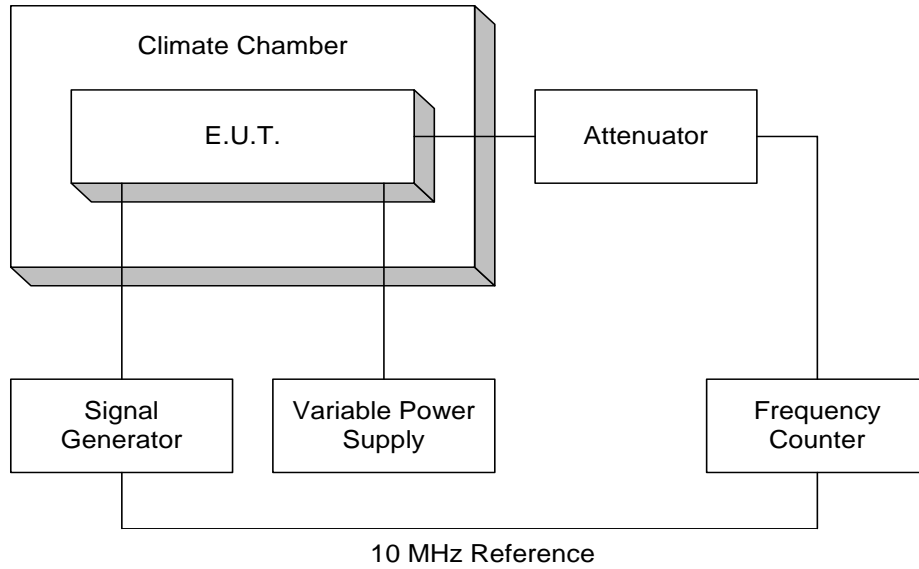 Climate Chamber
E.U.T.
Attenuator
Signal
Generator
Variable Power
Supply
Frequency
Counter
10 MHz Reference